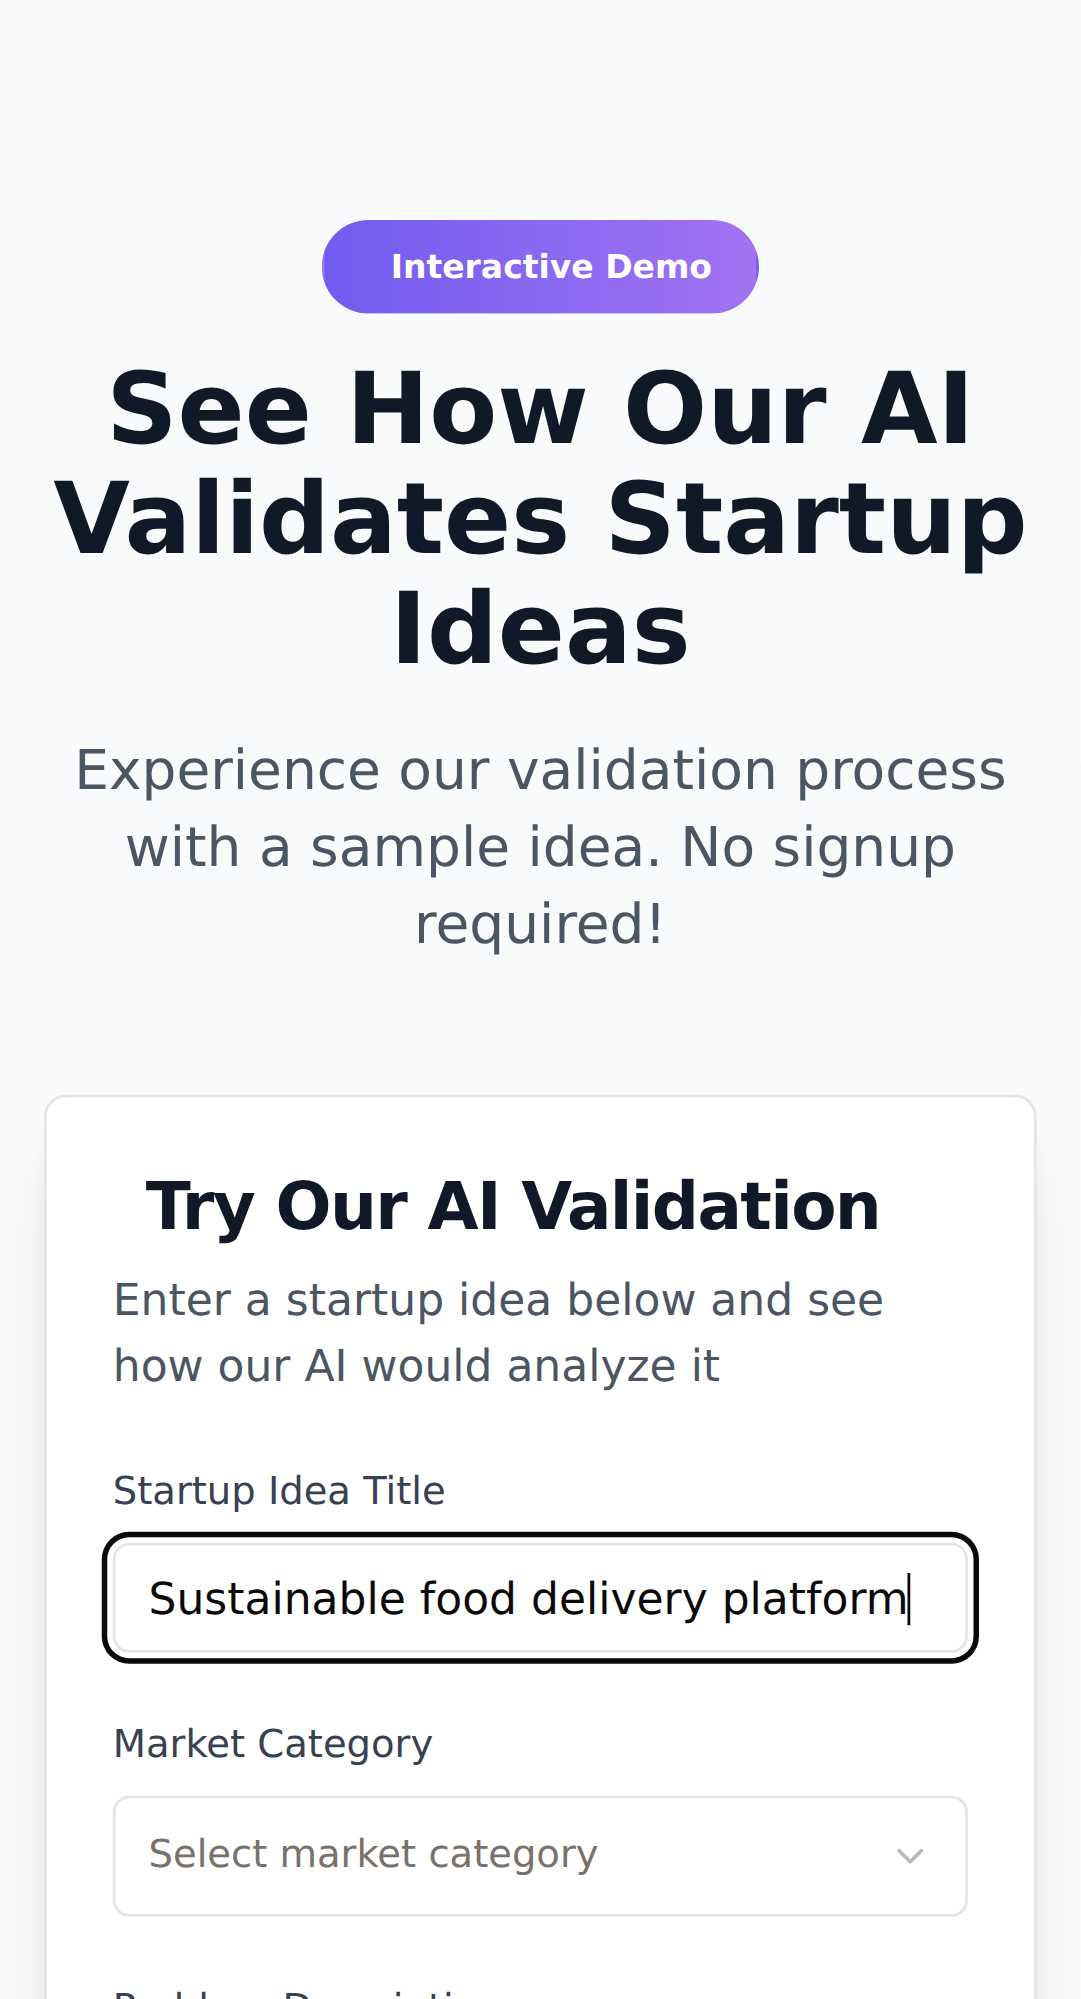 Interactive Demo
See How Our AI
Validates Startup
Ideas
Experience our validation process
with a sample idea. No signup
required!
Try Our AI Validation
Enter a startup idea below and see
how our AI would analyze it
Startup Idea Title
Sustainable food delivery platform
Market Category
Select market category